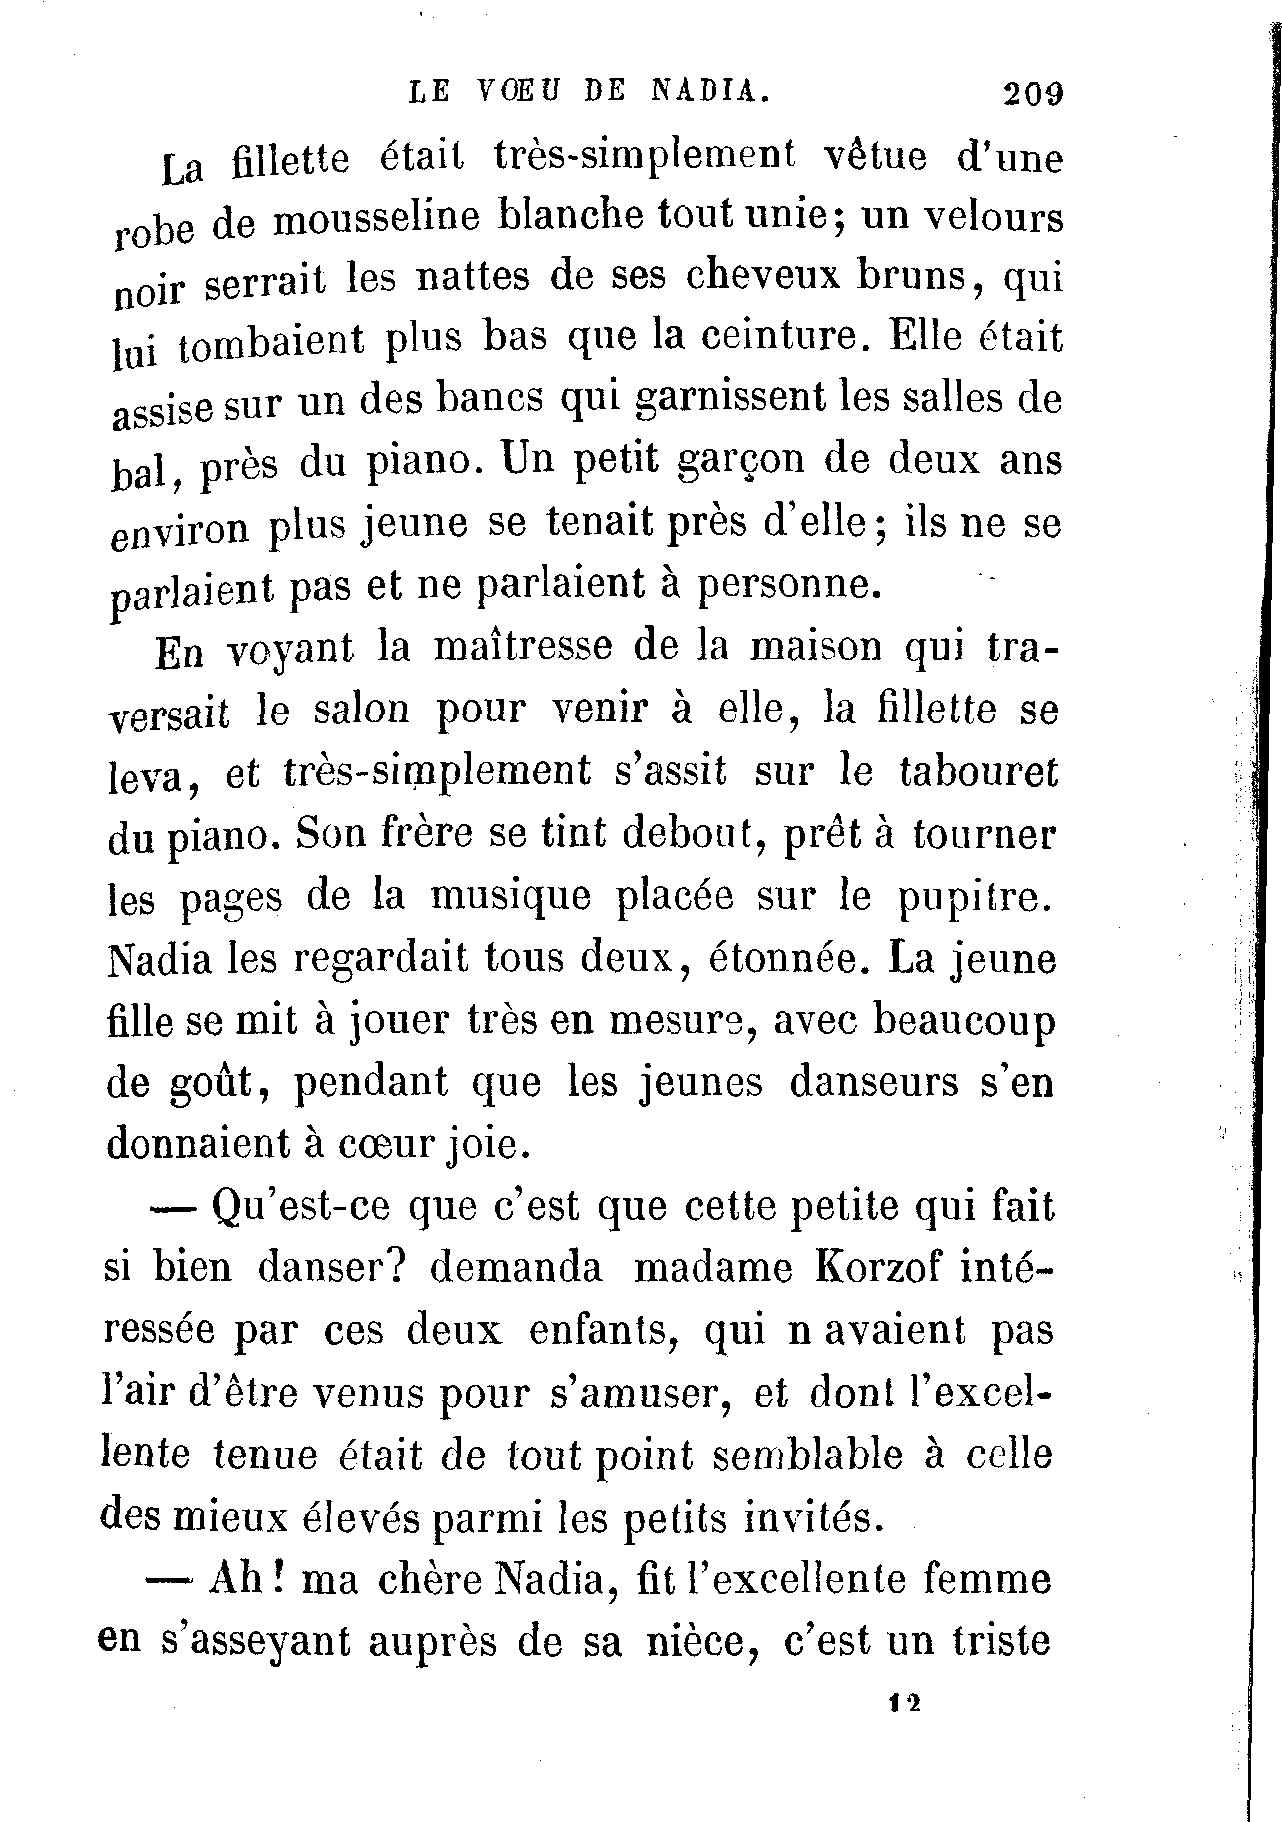 LE VŒU DE NADIA. 209
La fillette était très-simplement vêtue d'une
robe de mousseline blanche tout unie; un velours
noir serrait les nattes de ses cheveux bruns, qui
lui tombaient plus bas que la ceinture. Elle était
assise sur un des bancs qui garnissent les salles de
bal, près du piano. Un petit garçon de deux ans
environ plus jeune se tenait près d'elle; ils ne se
parlaient pas et ne parlaient à personne.
En voyant la maîtresse de la maison qui tra-
versait le salon pour venir à elle, la fillette se
leva, et très-simplement s'assit sur le tabouret
du piano. Son frère se tint debout, prêt à tourner
les pages de la musique placée sur le pupitre.
Nadia les regardait tous deux, étonnée. La jeune
fille se mit à jouer très en mesure, avec beaucoup
de goût, pendant que les jeunes danseurs s'en
donnaient à cœur joie.
— Qu'est-ce que c'est que cette petite qui fait
si bien danser? demanda madame Korzof inté-
ressée par ces deux enfants, qui n avaient pas
l'air d'être venus pour s'amuser, et dont l'excel-
lente tenue était de tout point semblable à celle
des mieux élevés parmi les petits invités.
— Ah! ma chère Nadia, fit l'excellente femme
en s'asseyant auprès de sa nièce, c'est un triste
12